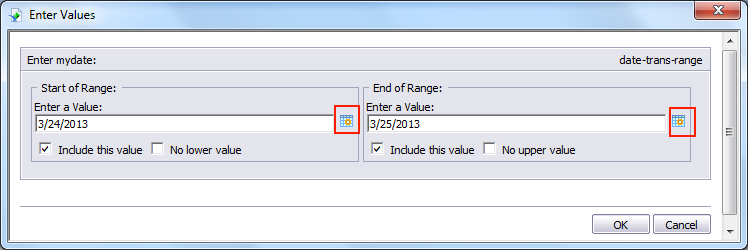 Enter Values
Enter mydate: date-trans-range
Start of Range: End of Range:
Enter a Value: Enter a Value:
3/24/2013 3/25/2013
Include this value No lower value Include this value No upper value
OK Cancel